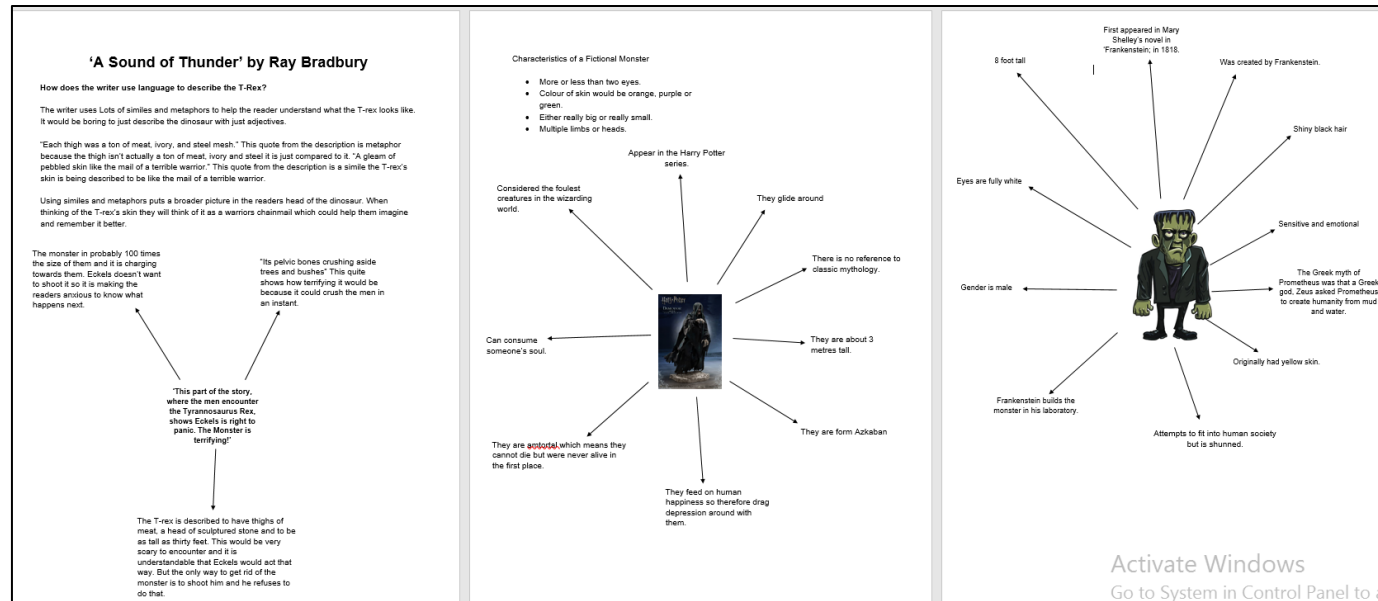 'A Sound of Thunder' by Ray Bradbury
How does the writer use language to describe the T-Rex?
The writer uses Lots of similes and metaphors to help the reader understand what the T-rex looks like.
It would be boring to just describe the dinosaur with just adjectives.
"Each thigh was a ton of meat, ivory, and steel mesh." This quote from the description is metaphor
because the thigh isn't actually a ton of meat, ivory and steel it is just compared to it. "A gleam of
pebbled skin like the mail of a terrible warrior." This quote from the description is a simile the T-rex's
skin is being described to be like the mail of a terrible warrior.
Using similes and metaphors puts a broader picture in the readers head of the dinosaur. When
thinking of the T-rex's skin they will think of it as a warriors chainmail which could help them imagine
and remember it better.
The monster in probably 100 times
the size of them and it is charging
towards them. Eckels doesn't want
to shoot it so it is making the
readers anxious to know what
happens next.
"Its pelvic bones crushing aside
trees and bushes" This quite
shows how terrifying it would be
because it could crush the men in
an instant.
'This part of the story,
where the men encounter
the Tyrannosaurus Rex,
shows Eckels is right to
panic. The Monster is
terrifying!'
The T-rex is described to have thighs of
meat, a head of sculptured stone and to be
as tall as thirty feet. This would be very
scary to encounter and it is
understandable that Eckels would act that
way. But the only way to get rid of the
monster is to shoot him and he refuses to
do that.
Characteristics of a Fictional Monster
• More or less than two eyes.
• Colour of skin would be orange, purple or
green.
• Either really big or really small.
• Multiple limbs or heads.
Appear in the Harry Potter
series.
Considered the foulest
creatures in the wizarding
world.
They glide around
There is no reference to
classic mythology.
Can consume
someone's soul.
They are about 3
metres tall.
They are amtortal which means they
cannot die but were never alive in
the first place.
They are form Azkaban
They feed on human
happiness so therefore drag
depression around with
them.
First appeared in Mary
Shelley's novel in
'Frankenstein; in 1818.
8 foot tall
Was created by Frankenstein.
Shiny black hair
Eyes are fully white
Sensitive and emotional
Gender is male
The Greek myth of
Prometheus was that a Greek
god, Zeus asked Prometheus
to create humanity from mud
and water.
Originally had yellow skin.
Frankenstein builds the
monster in his laboratory.
Attempts to fit into human society
but is shunned.
Activate Windows
Go to System in Control Panel to